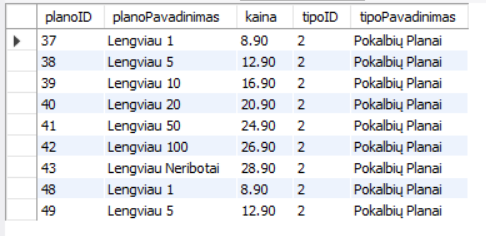 planoID planoPavadinimas kaina tipoID tipoPavadinimas
37 Lengviau 1 8.90 2 Pokalbių Planai
38 Lengviau 5 12.90 2 Pokalbių Planai
39 Lengviau 10 16.90 2 Pokalbių Planai
40 Lengviau 20 20.90 2 Pokalbių Planai
41 Lengviau 50 24.90 2 Pokalbių Planai
42 Lengviau 100 26.90 2 Pokalbių Planai
43 Lengviau Neribotai 28.90 2 Pokalbių Planai
48 Lengviau 1 8.90 2 Pokalbių Planai
49 Lengviau 5 12.90 2 Pokalbių Planai